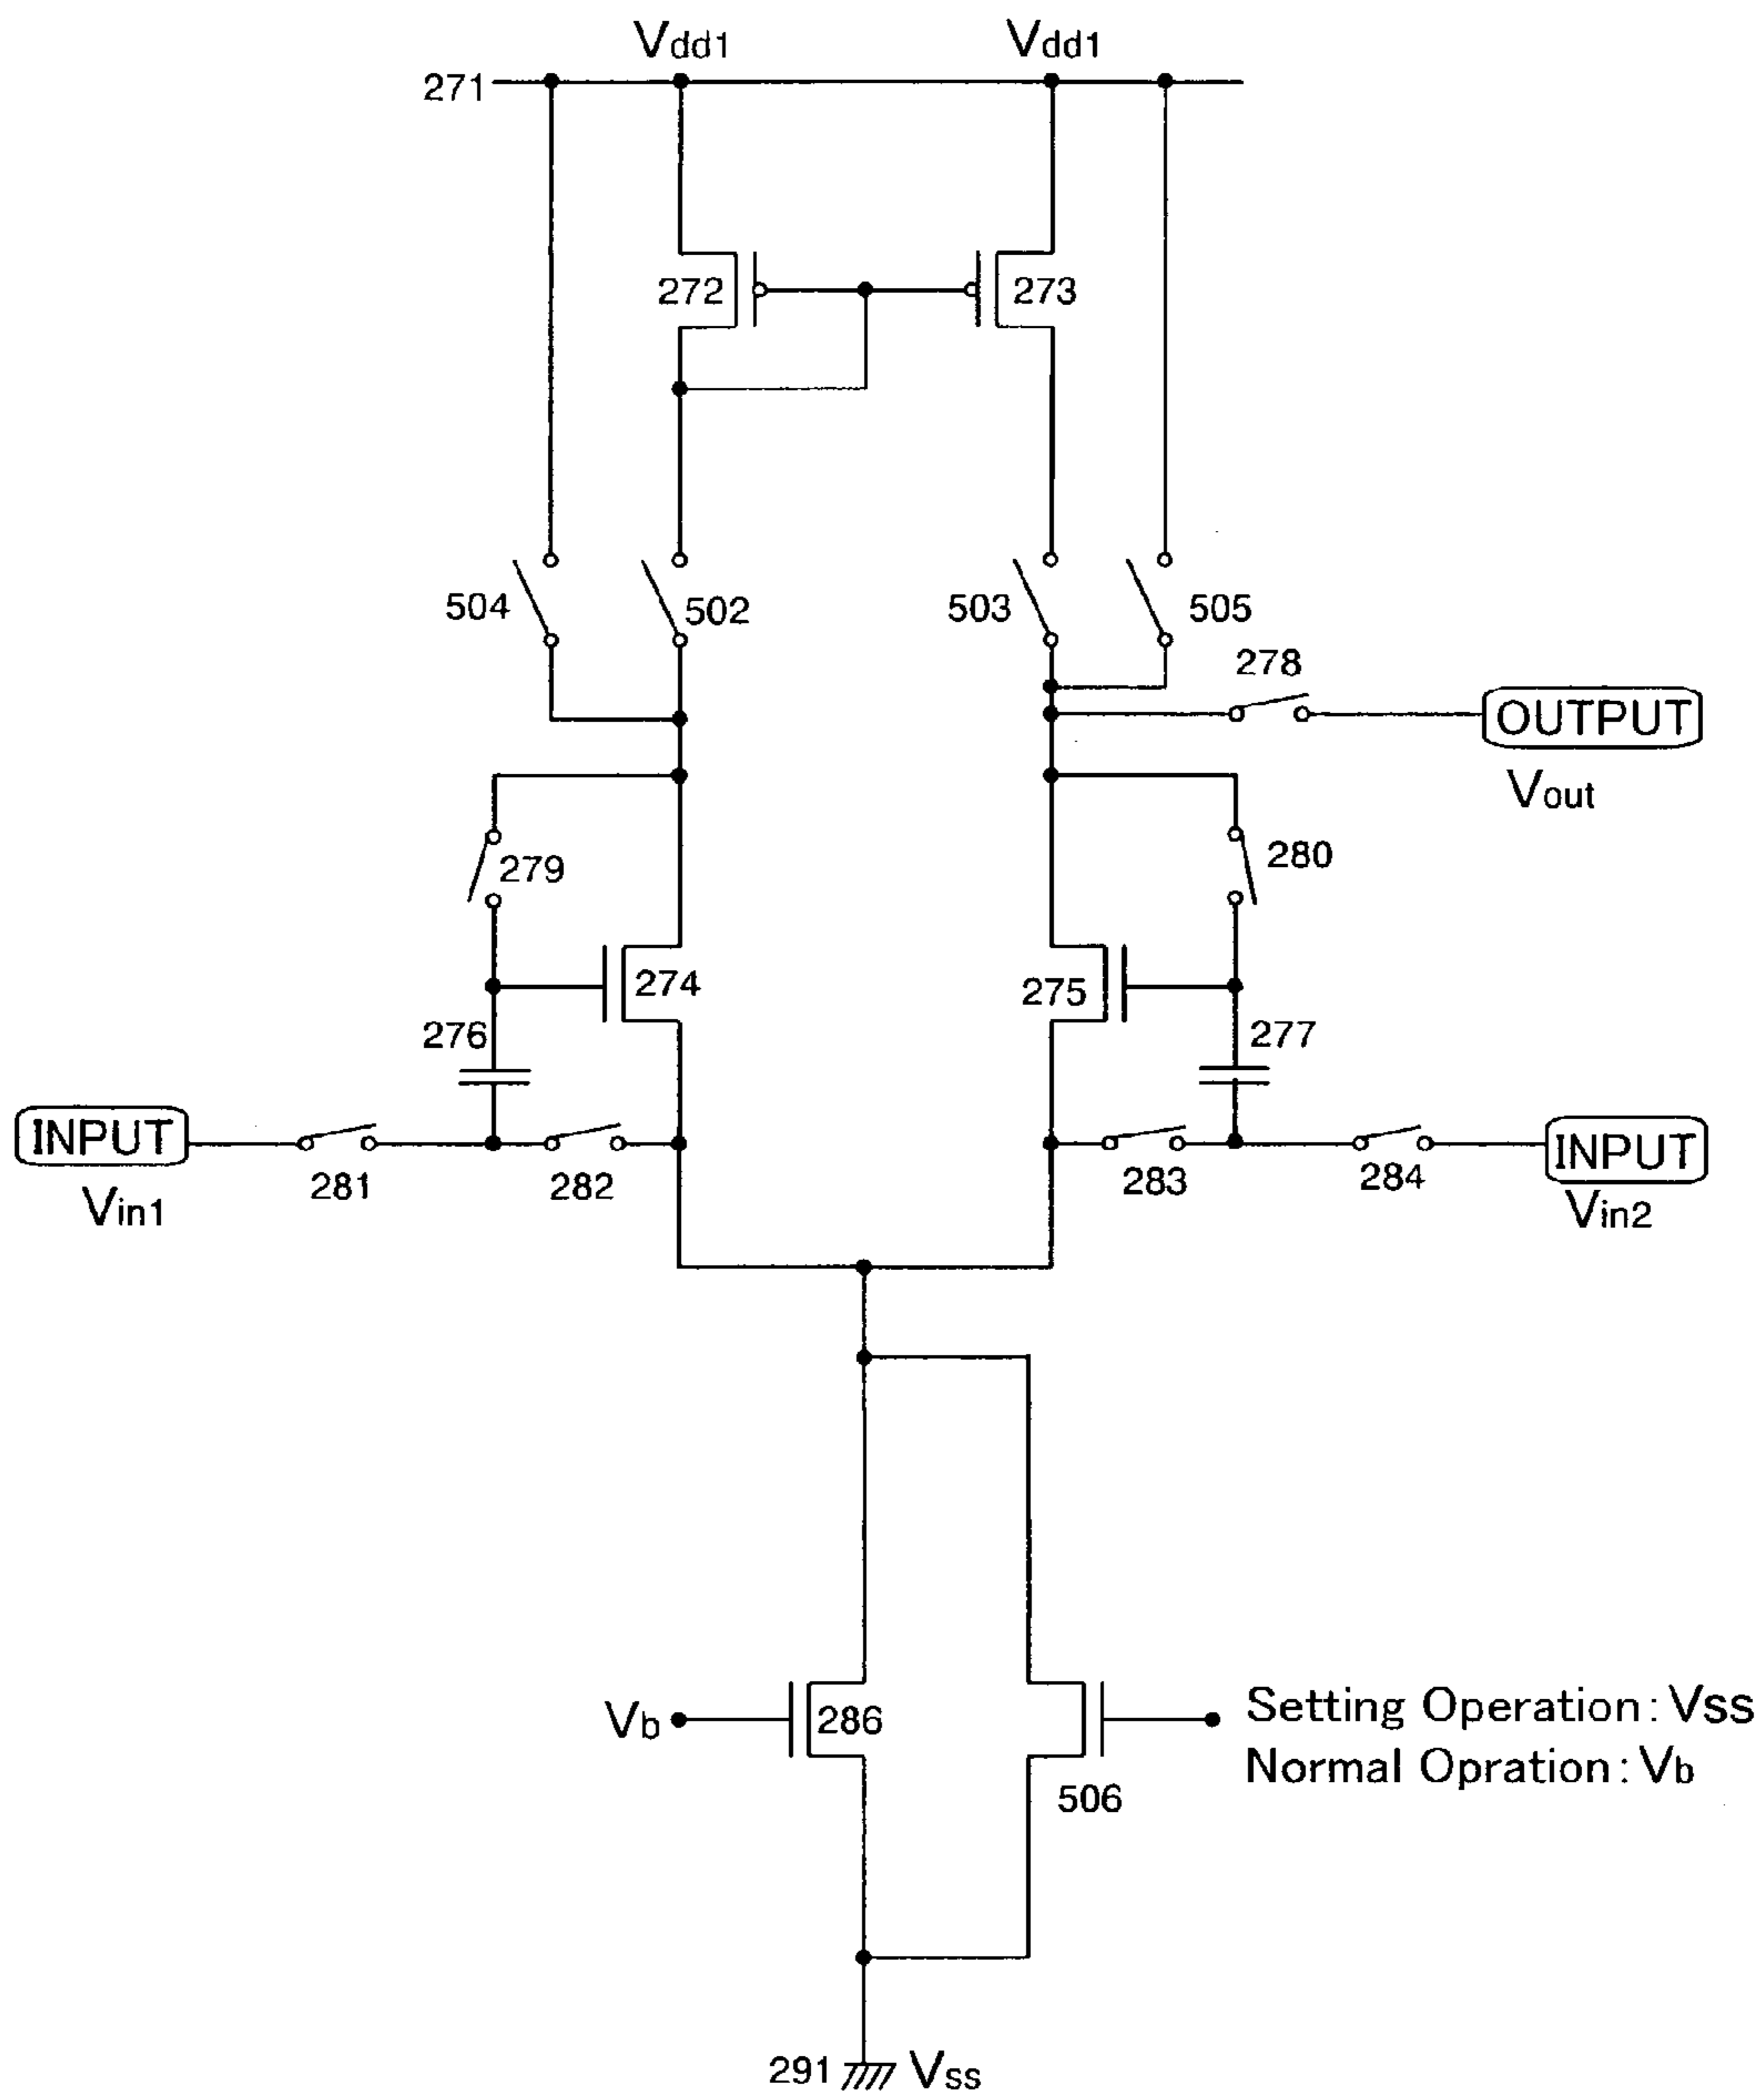 Vdd1 Vdd1
271
272 273
504 502 503 505
278
OUTPUT
Vout
279 280
274 275
276 277
INPUT INPUT
281 282 283 284
Vin1 Vin2
Vb 286 Setting Operation: VSS
Normal Opration: Vb
506
291 Vss